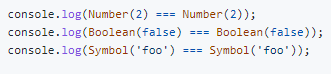 console.log(Number(2) === Number(2));
console.log(Boolean(false) === Boolean(false));
console.log(Symbol('foo') === Symbol('foo'));